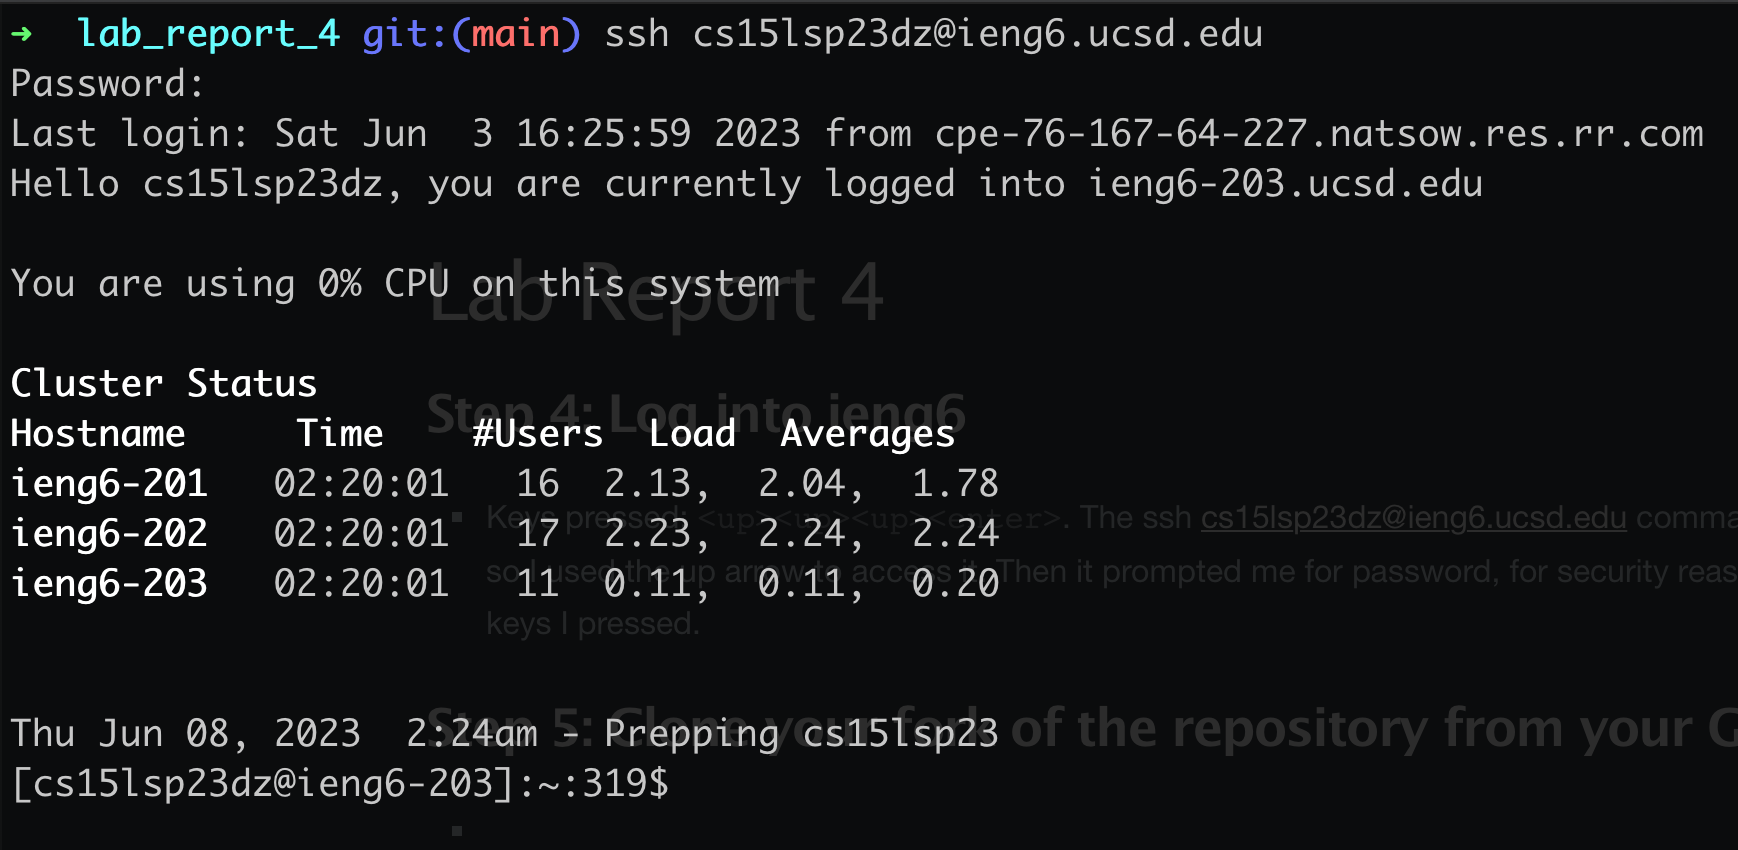 ➜  lab_report_4 git:(main) ssh cs15lsp23dz@ieng6.ucsd.edu
Password:
Last login: Sat Jun  3 16:25:59 2023 from cpe-76-167-64-227.natsow.res.rr.com
Hello cs15lsp23dz, you are currently logged into ieng6-203.ucsd.edu
You are using 0% CPU on this system
Lab Report 4
Cluster Status
Step 4: Log into ieng6
Hostname     Time    #Users  Load  Averages
ieng6-201   02:20:01   16  2.13,  2.04,  1.78
Keys pressed: <up><up><up><enter>. The ssh cs15lsp23dz@ieng6.ucsd.edu
ieng6-202   02:20:01   17  2.23,  2.24,  2.24
so I used the up arrow to access it. Then it prompted me for password, for security
ieng6-203   02:20:01   11  0.11,  0.11,  0.20
keys I pressed.
Step 5: Clone your fork of the repository from your
Thu Jun 08, 2023  2:24am - Prepping cs15lsp23
[cs15lsp23dz@ieng6-203]:~:319$